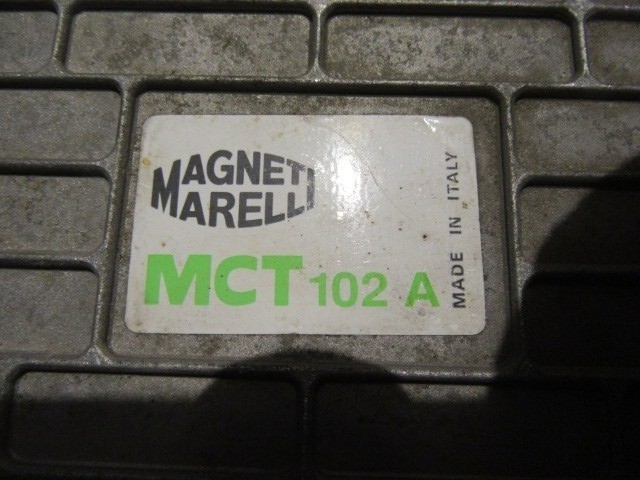 MAGNETI
MARELLI
MCT 102 A
MADE IN ITALY